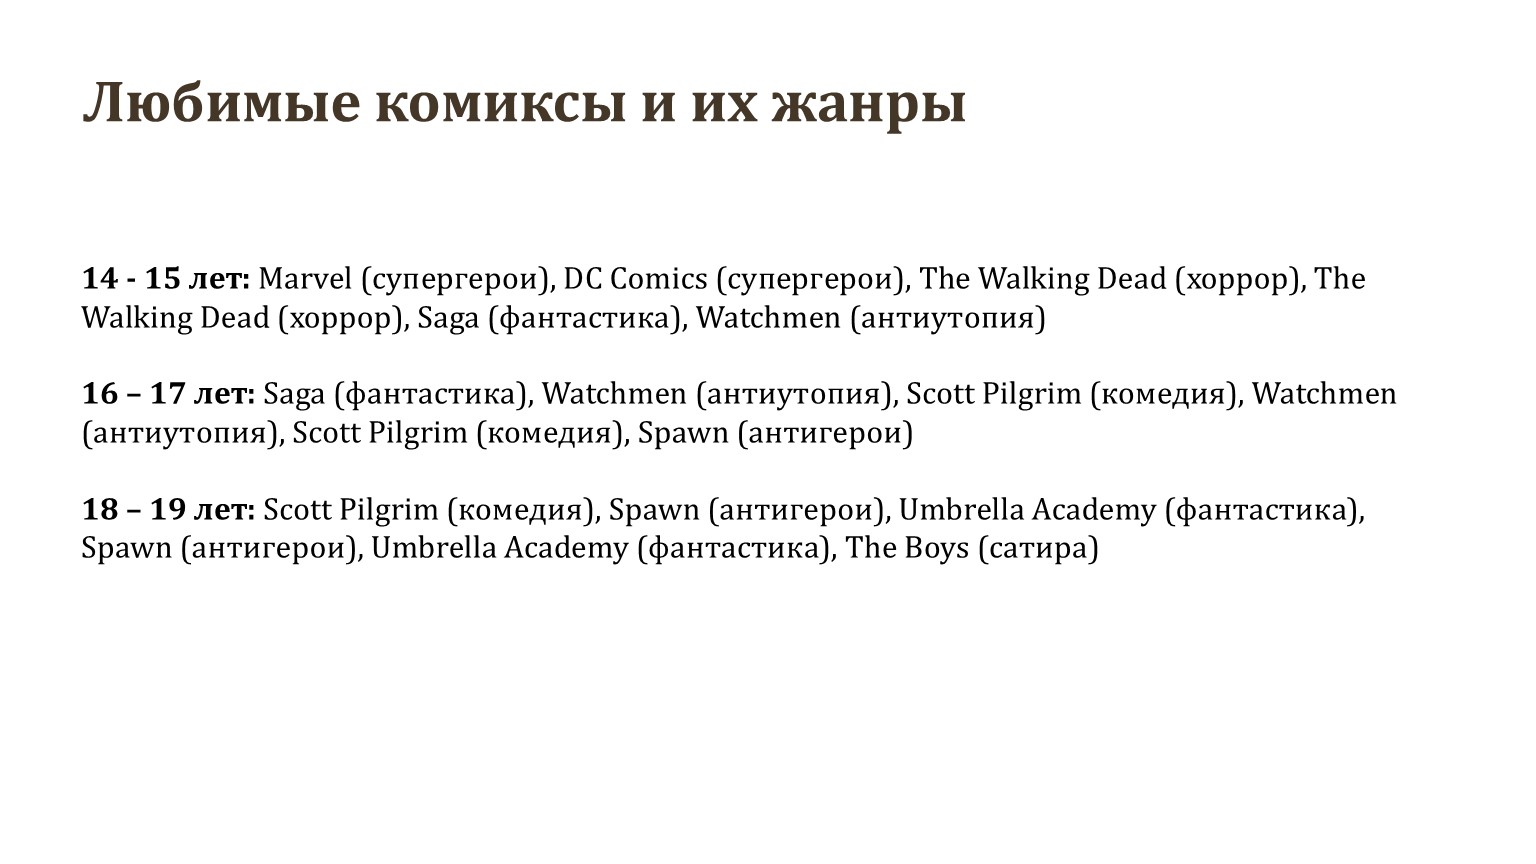 Любимые комиксы и их жанры
14 - 15 лет: Marvel (супергерои), DC Comics (супергерои), The Walking Dead (хоррор), The
Walking Dead (хоррор), Saga (фантастика), Watchmen (антиутопия)
16 – 17 лет: Saga (фантастика), Watchmen (антиутопия), Scott Pilgrim (комедия), Watchmen
(антиутопия), Scott Pilgrim (комедия), Spawn (антигерои)
18 – 19 лет: Scott Pilgrim (комедия), Spawn (антигерои), Umbrella Academy (фантастика),
Spawn (антигерои), Umbrella Academy (фантастика), The Boys (сатира)